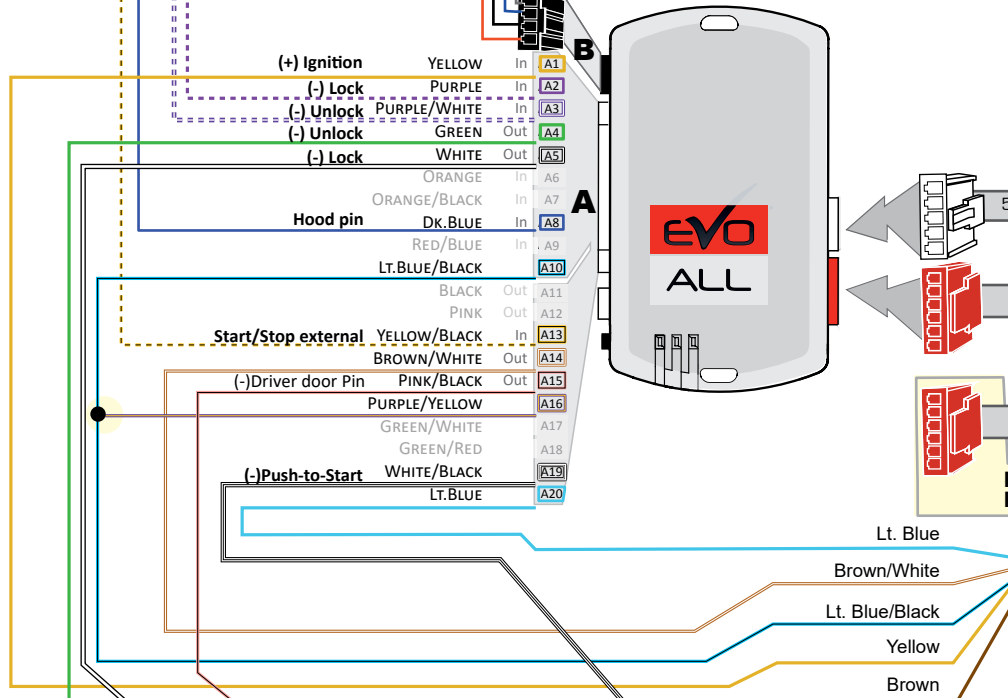 B
(+) Ignition YELLOW In A1
(-) Lock PURPLE In A2
(-) Unlock PURPLE/WHITE In A3
(-) Unlock GREEN Out A4
(-) Lock WHITE Out A5
ORANGE In A6
ORANGE/BLACK In A7
A
Hood pin DK.BLUE In A8
RED/BLUE In A9
LT.BLUE/BLACK A10
BLACK Out A11
PINK Out A12
Start/Stop external YELLOW/BLACK In A13
BROWN/WHITE Out A14
(-)Driver door Pin PINK/BLACK Out A15
PURPLE/YELLOW A16
GREEN/WHITE A17
GREEN/RED A18
(-)Push-to-Start WHITE/BLACK A19
LT.BLUE A20
EVO
ALL
5
Lt. Blue
Brown/White
Lt. Blue/Black
Yellow
Brown